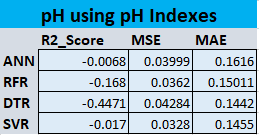 pH using pH Indexes
R2_Score MSE MAE
ANN -0.0068 0.03999 0.1616
RFR -0.168 0.0362 0.15011
DTR -0.4471 0.04284 0.1442
SVR -0.017 0.0328 0.1455